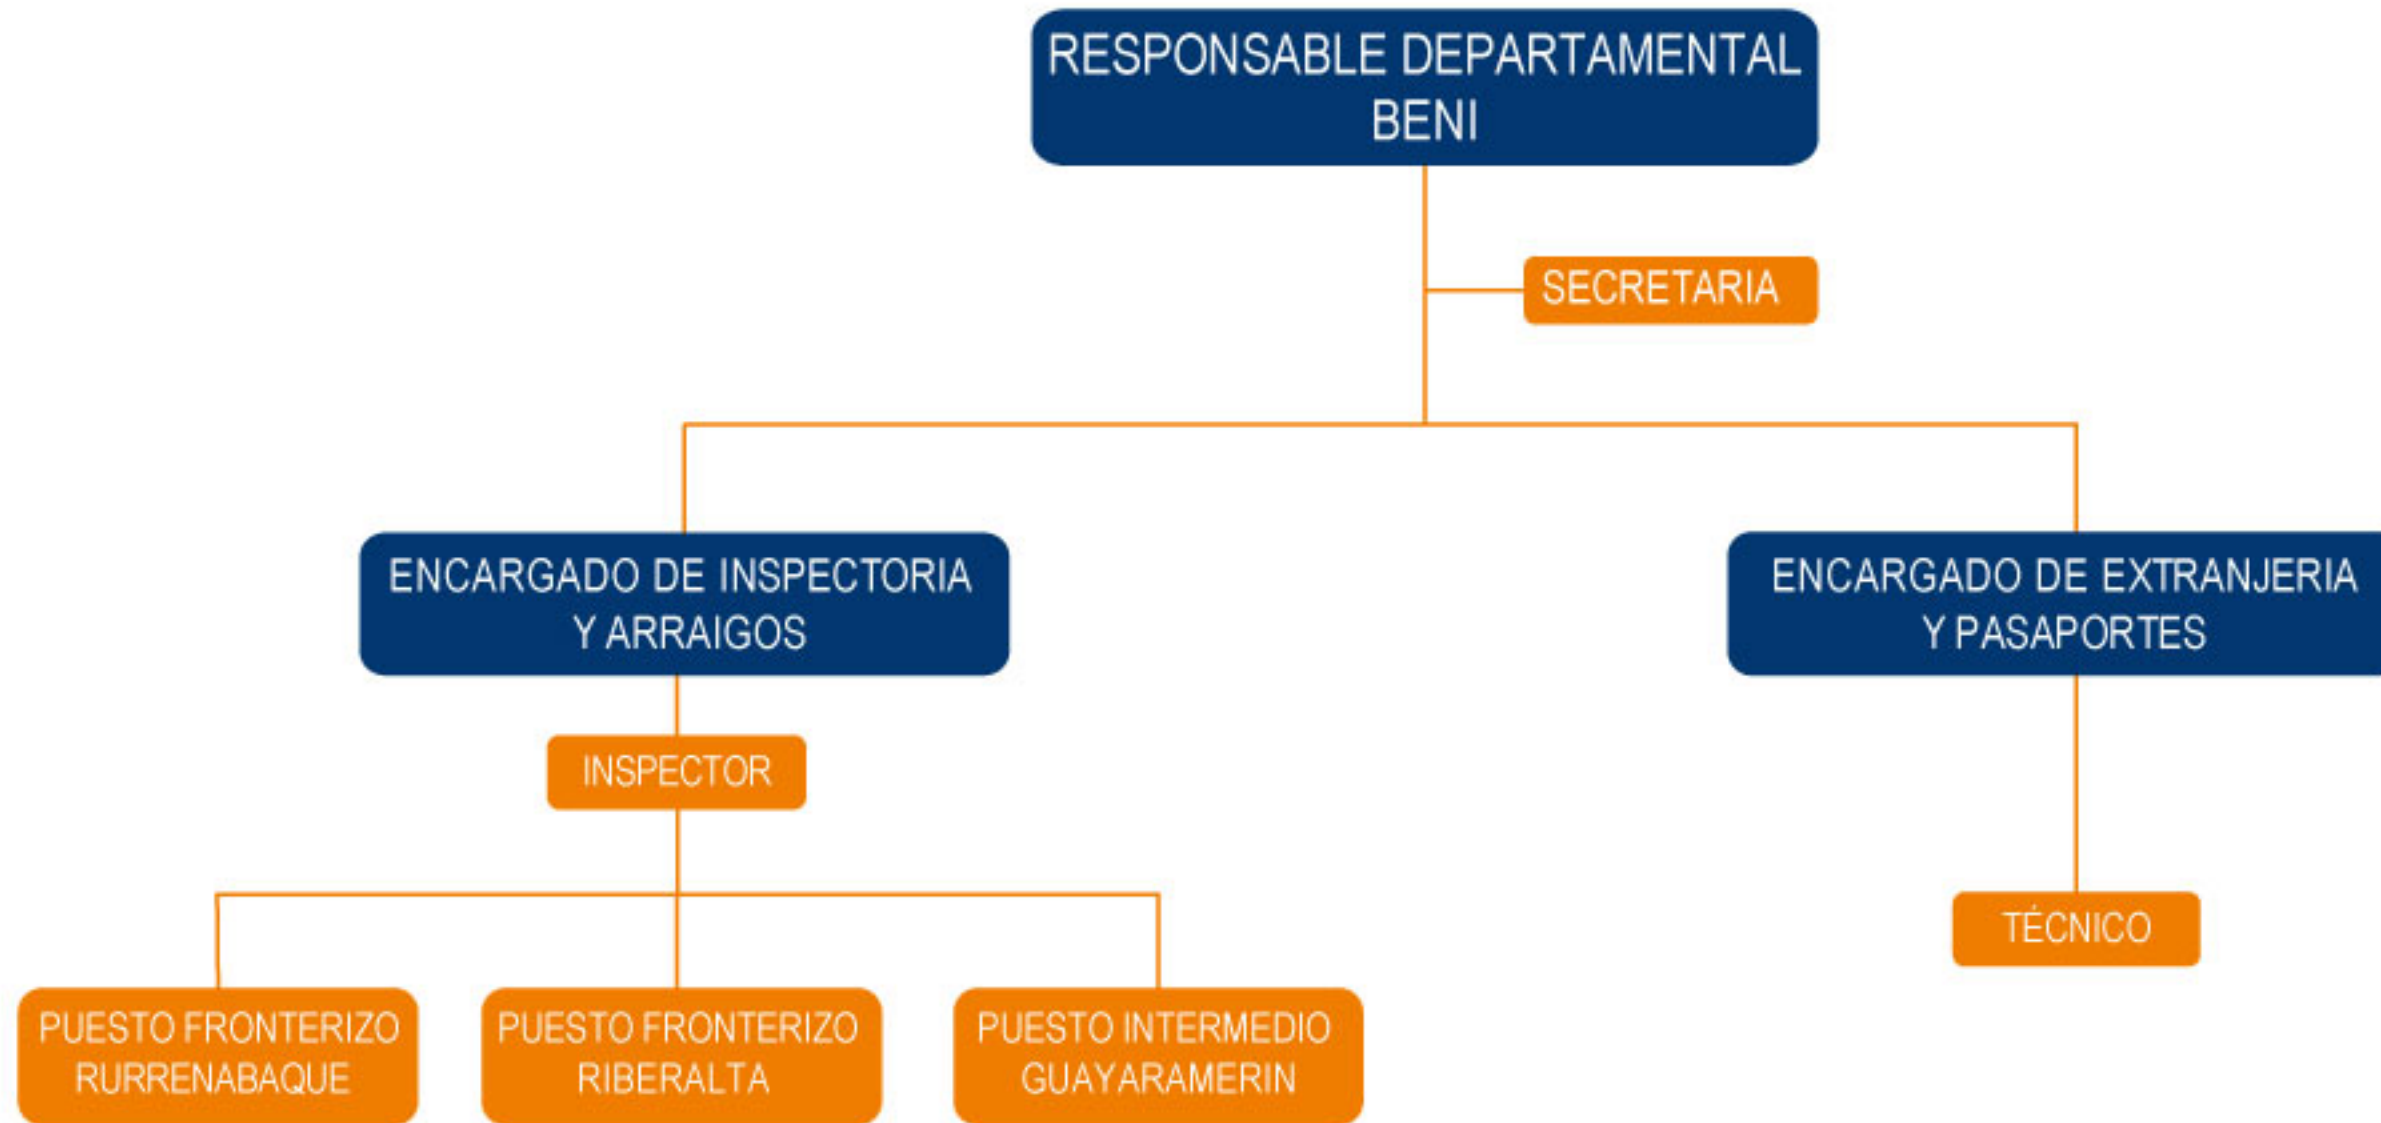 RESPONSABLE DEPARTAMENTAL
BENI
SECRETARIA
ENCARGADO DE INSPECTORIA
Y ARRAIGOS
ENCARGADO DE EXTRANJERIA
Y PASAPORTES
INSPECTOR
TÉCNICO
PUESTO FRONTERIZO
RURRENABAQUE
PUESTO FRONTERIZO
RIBERALTA
PUESTO INTERMEDIO
GUAYARAMERIN